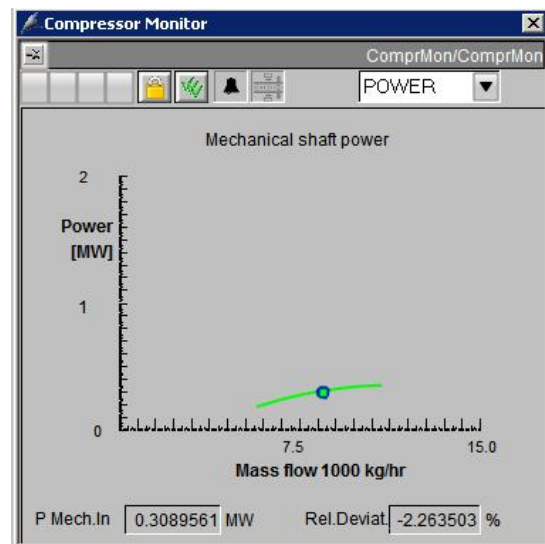 Compressor Monitor
ComprMon/ComprMon
POWER
Mechanical shaft power
2
Power
[MW]
1
0
7.5 15.0
Mass flow 1000 kg/hr
P Mech.In 0.3089561 MW Rel.Deviat. -2.263503 %